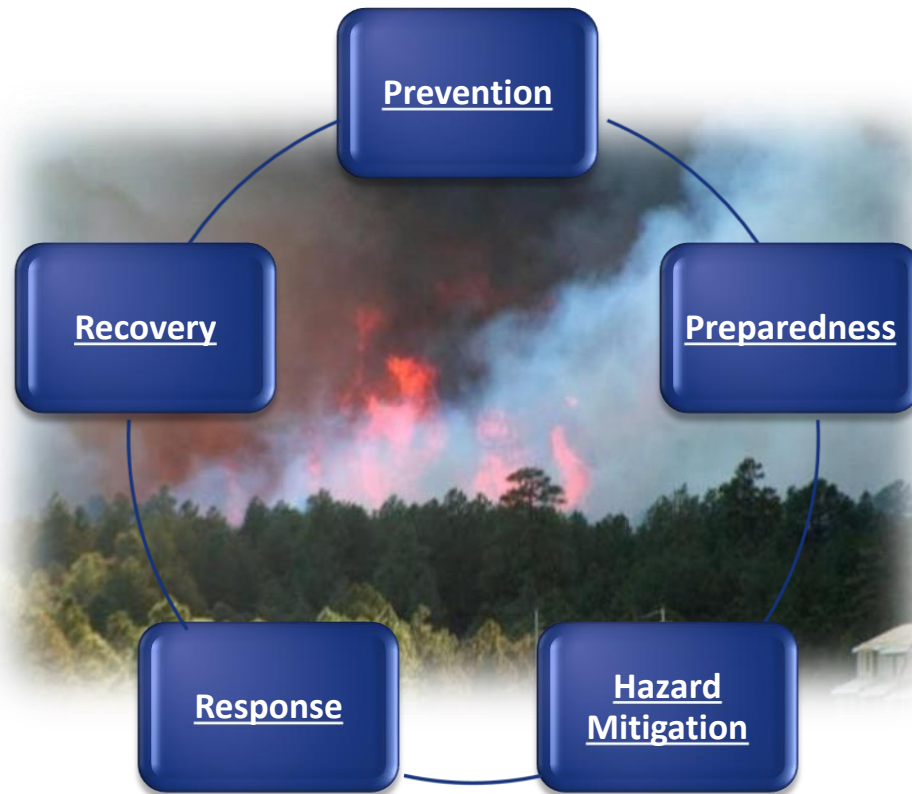 Prevention
Recovery
Preparedness
Response
Hazard
Mitigation